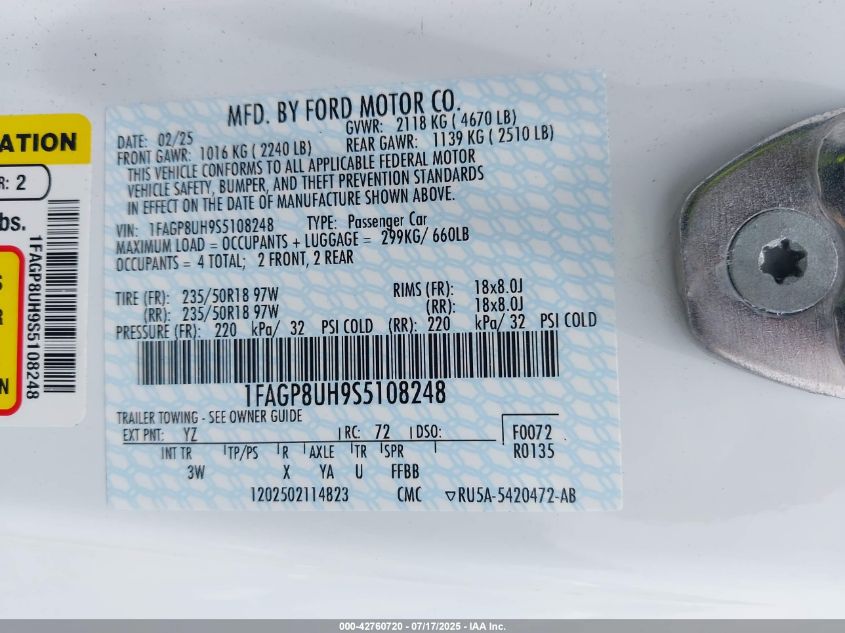 ATION
R: 2
bs.
S
R
N
1FAGP8UH9S5108248
MFD. BY FORD MOTOR CO.
DATE: 02/25 GVWR: 2118 KG ( 4670 LB)
FRONT GAWR: 1016 KG ( 2240 LB) REAR GAWR: 1139 KG ( 2510 LB)
THIS VEHICLE CONFORMS TO ALL APPLICABLE FEDERAL MOTOR
VEHICLE SAFETY, BUMPER, AND THEFT PREVENTION STANDARDS
IN EFFECT ON THE DATE OF MANUFACTURE SHOWN ABOVE.
VIN: 1FAGP8UH9S5108248 TYPE: Passenger Car
MAXIMUM LOAD = OCCUPANTS + LUGGAGE = 299KG/ 660LB
OCCUPANTS = 4 TOTAL; 2 FRONT, 2 REAR
TIRE (FR): 235/50R18 97W RIMS (FR): 18x8.0J
(RR): 235/50R18 97W (RR): 18x8.0J
PRESSURE (FR): 220 kPa/ 32 PSI COLD (RR): 220 kPa/ 32 PSI COLD
1FAGP8UH9S5108248
TRAILER TOWING - SEE OWNER GUIDE
EXT PNT: YZ RC: 72 DSO: F0072
INT TR TP/PS R AXLE TR SPR R0135
3W X YA U FFBB
1202502114823 CMC ▽RU5A-5420472-AB
000-42760720 - 07/17/2025 - IAA Inc.